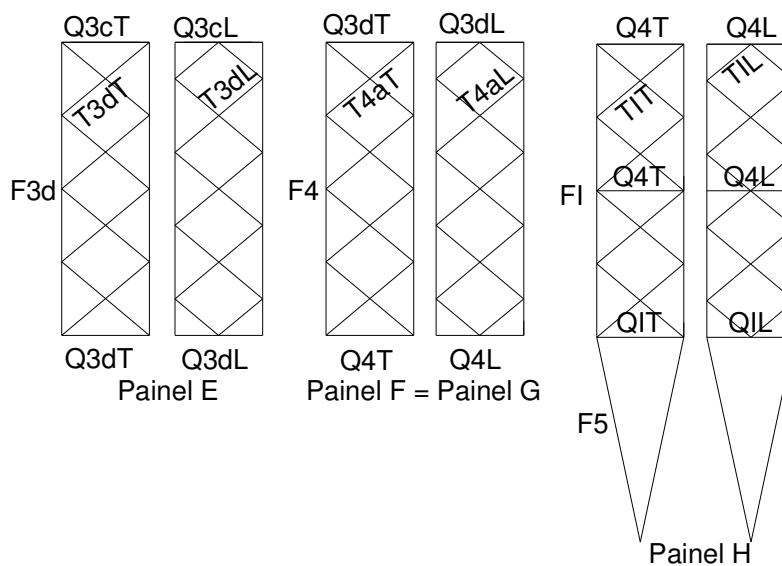 Q3cT Q3cL Q3dT Q3dL Q4T Q4L
T3dT T3dL T4aT T4aL TIT TIL
F3d F4 FI Q4T Q4L
Q3dT Q3dL Q4T Q4L QIT QIL
Painel E Painel F = Painel G
F5
Painel H